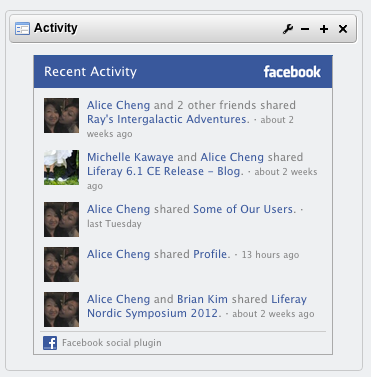 Activity
Recent Activity facebook
Alice Cheng and 2 other friends shared
Ray's Intergalactic Adventures. · about 2
weeks ago
Michelle Kawaye and Alice Cheng shared
Liferay 6.1 CE Release – Blog. · about 2 weeks
ago
Alice Cheng shared Some of Our Users. ·
last Tuesday
Alice Cheng shared Profile. · 13 hours ago
Alice Cheng and Brian Kim shared Liferay
Nordic Symposium 2012. · about 2 weeks ago
Facebook social plugin